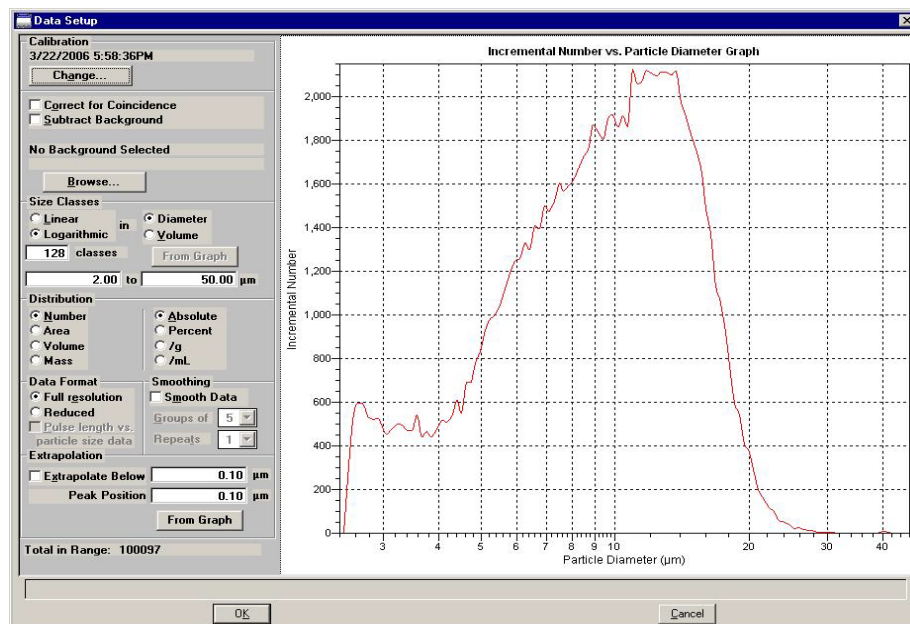 Data Setup
Calibration
3/22/2006 5:58:36PM
Change...
Correct for Coincidence
Subtract Background
No Background Selected
Browse...
Size Classes
Linear
Logarithmic
in
Diameter
Volume
128 classes
From Graph
2.00 to 50.00 µm
Distribution
Number
Area
Volume
Mass
Absolute
Percent
/g
/mL
Data Format
Full resolution
Reduced
Pulse length vs.
particle size data
Smoothing
Smooth Data
Groups of 5
Repeats 1
Extrapolation
Extrapolate Below 0.10 µm
Peak Position 0.10 µm
From Graph
Total in Range: 100097
Incremental Number vs. Particle Diameter Graph
Incremental Number
2,000
1,800
1,600
1,400
1,200
1,000
800
600
400
200
0
3 4 5 6 7 8 9 10 20 30 40
Particle Diameter (µm)
OK
Cancel